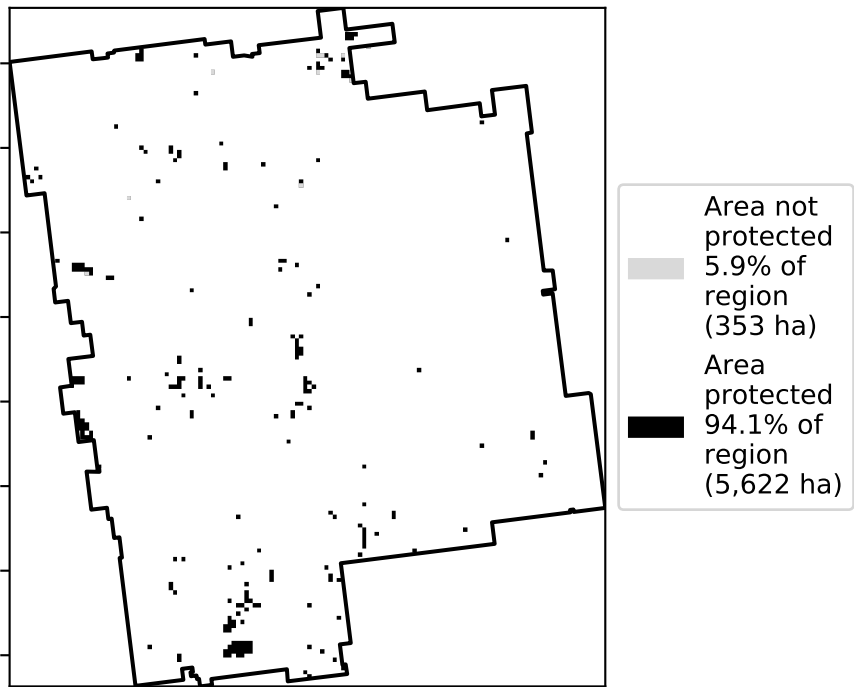 Area not
protected
5.9% of
region
(353 ha)
Area
protected
94.1% of
region
(5,622 ha)